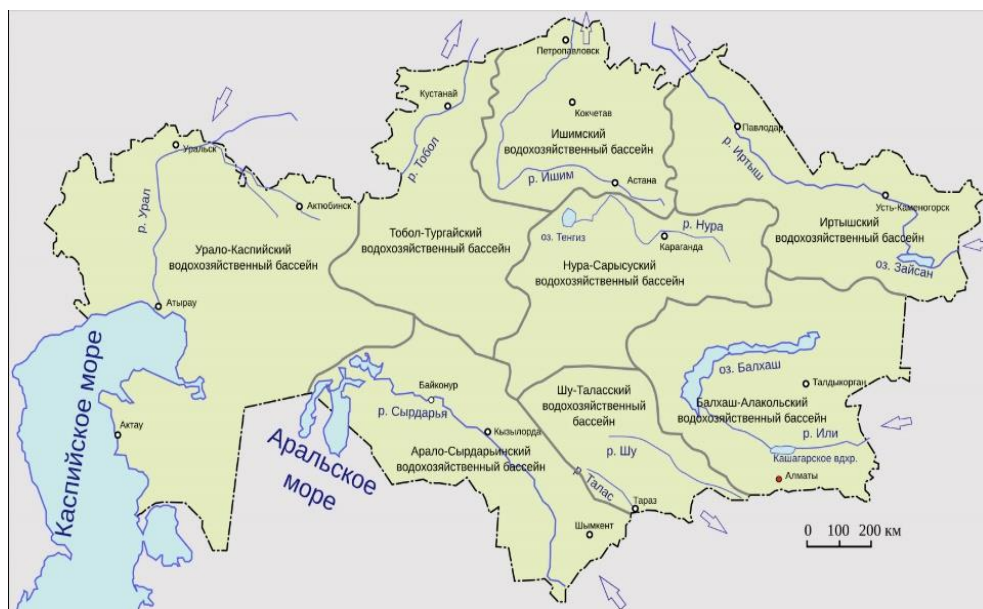 Петропавловск
Кустанай
Кокчетав
Ишимский
водохозяйственный бассейн
Павлодар
р. Тобол
р. Иртыш
Уральск
р. Ишим
Астана
Усть-Каменогорск
Актюбинск
р. Урал
Иртышский
водохозяйственный бассейн
р. Нура
Тобол-Тургайский
водохозяйственный бассейн
оз. Тенгиз
Караганда
Урало-Каспийский
водохозяйственный бассейн
Нура-Сарысуский
водохозяйственный бассейн
оз. Зайсан
Атырау
Каспийское море
оз. Балхаш
Байконур
Шу-Таласский
водохозяйственный
бассейн
Талдыкорган
р. Сырдарья
Балхаш-Алакольский
водохозяйственный бассейн
Актау
Кызылорда
р. Или
Аральское
море
Арало-Сырдарьинский
водохозяйственный бассейн
р. Шу
Кашагарское вдхр.
р. Талас
Алматы
Тараз
Шымкент
0 100 200 км